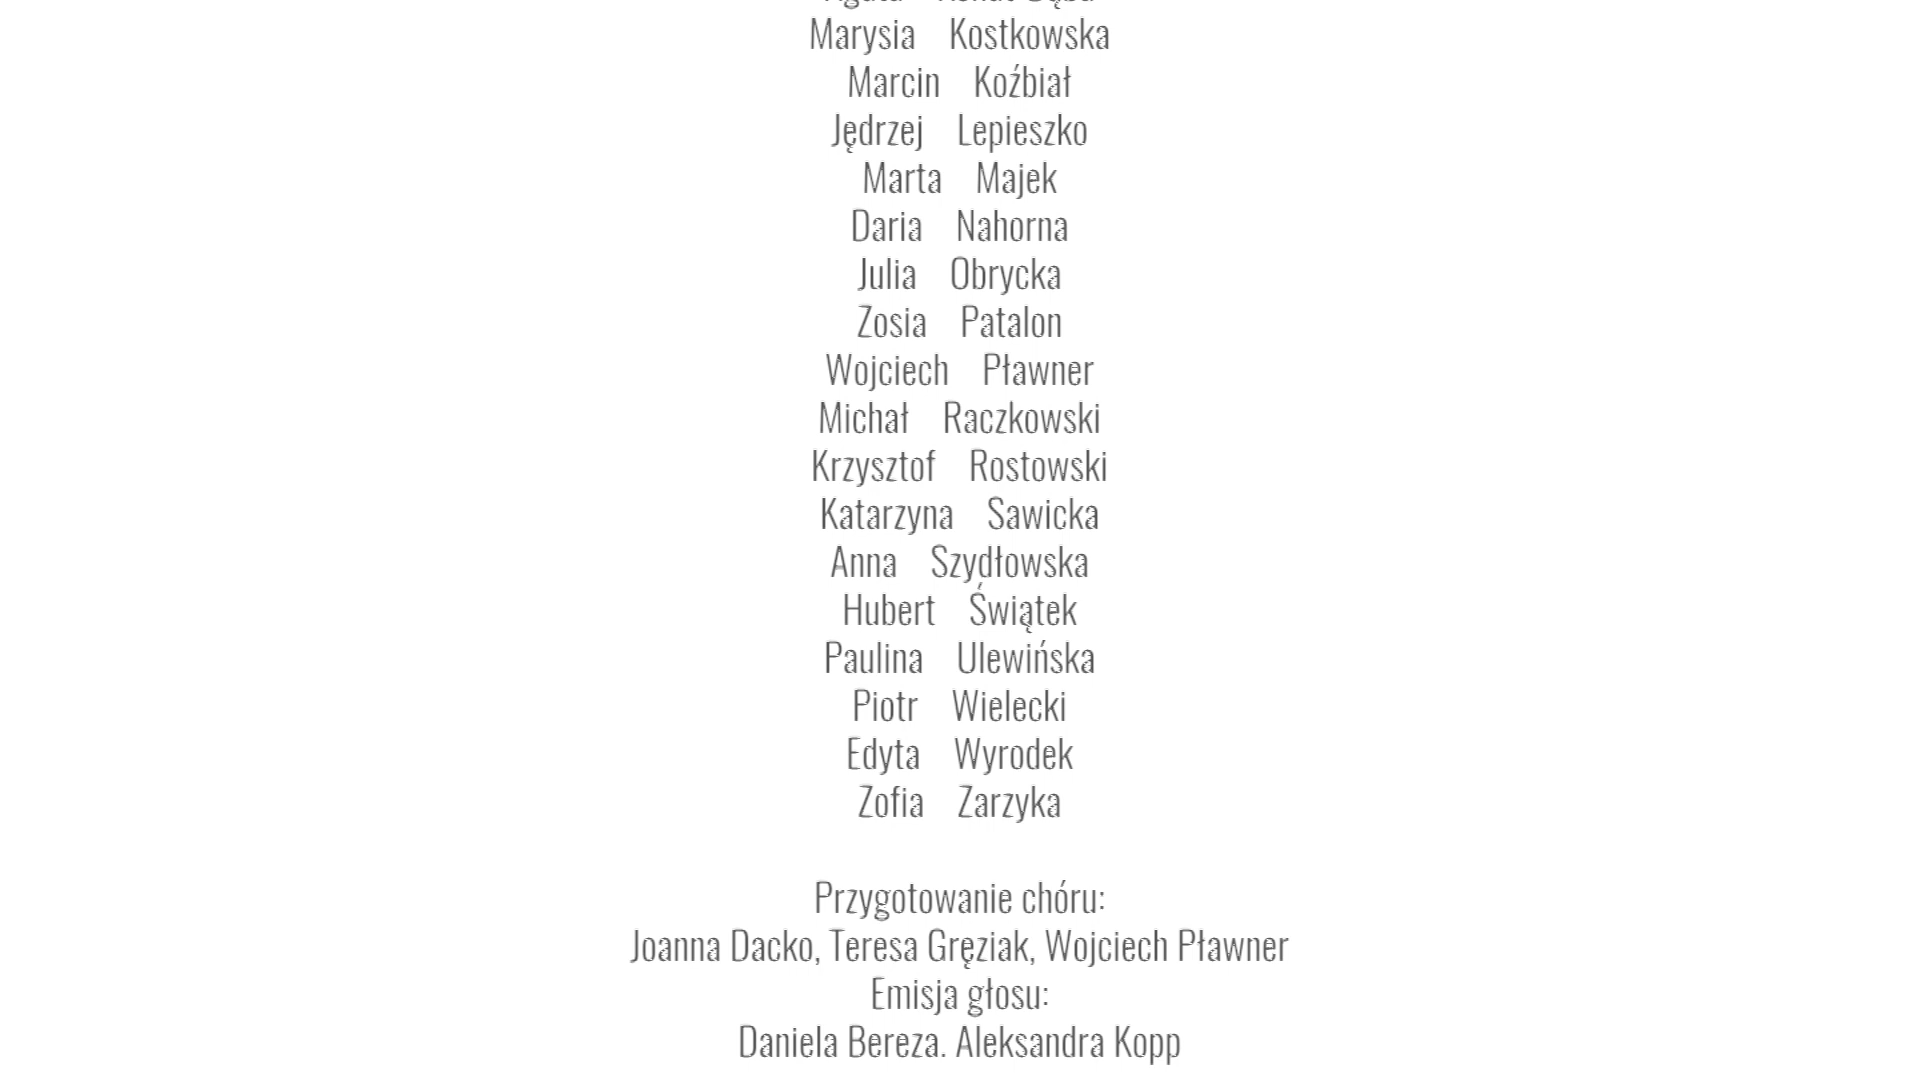 Marysia Kostkowska
Marcin Koźbiał
Jędrzej Lepieszko
Marta Majek
Daria Nahorna
Julia Obrycka
Zosia Patalon
Wojciech Pławner
Michał Raczkowski
Krzysztof Rostowski
Katarzyna Sawicka
Anna Szydłowska
Hubert Świątek
Paulina Ulewińska
Piotr Wielecki
Edyta Wyrodek
Zofia Zarzyka
Przygotowanie chóru:
Joanna Dacko, Teresa Gręziak, Wojciech Pławner
Emisja głosu:
Daniela Bereza. Aleksandra Kopp